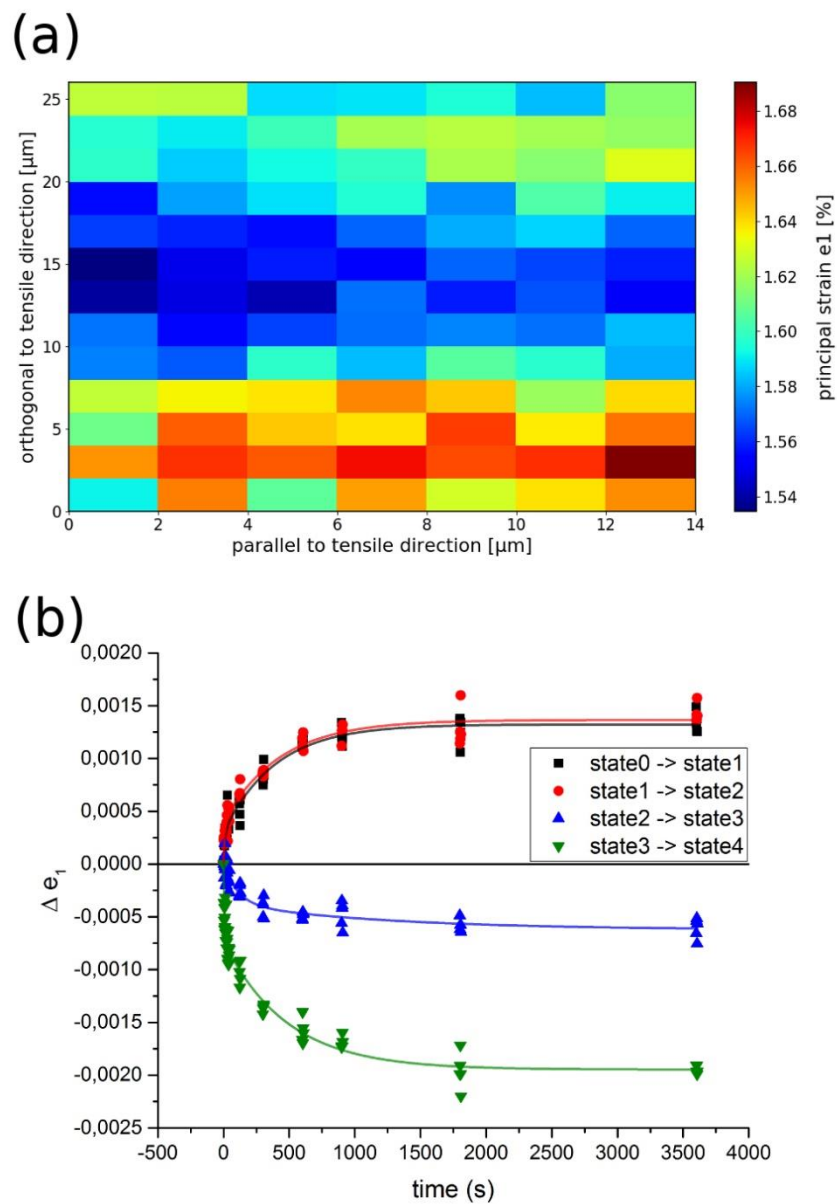 (a)
orthogonal to tensile direction [µm]
25
20
15
10
5
0
0 2 4 6 8 10 12 14
parallel to tensile direction [µm]
1.68
1.66
1.64
1.62
1.60
1.58
1.56
1.54
principal strain e1 [%]
(b)
Δ e1
0,0020
0,0015
0,0010
0,0005
0,000
-0,0005
-0,0010
-0,0015
-0,0020
-0,0025
state0 -> state1
state1 -> state2
state2 -> state3
state3 -> state4
-500 0 500 1000 1500 2000 2500 3000 3500 4000
time (s)